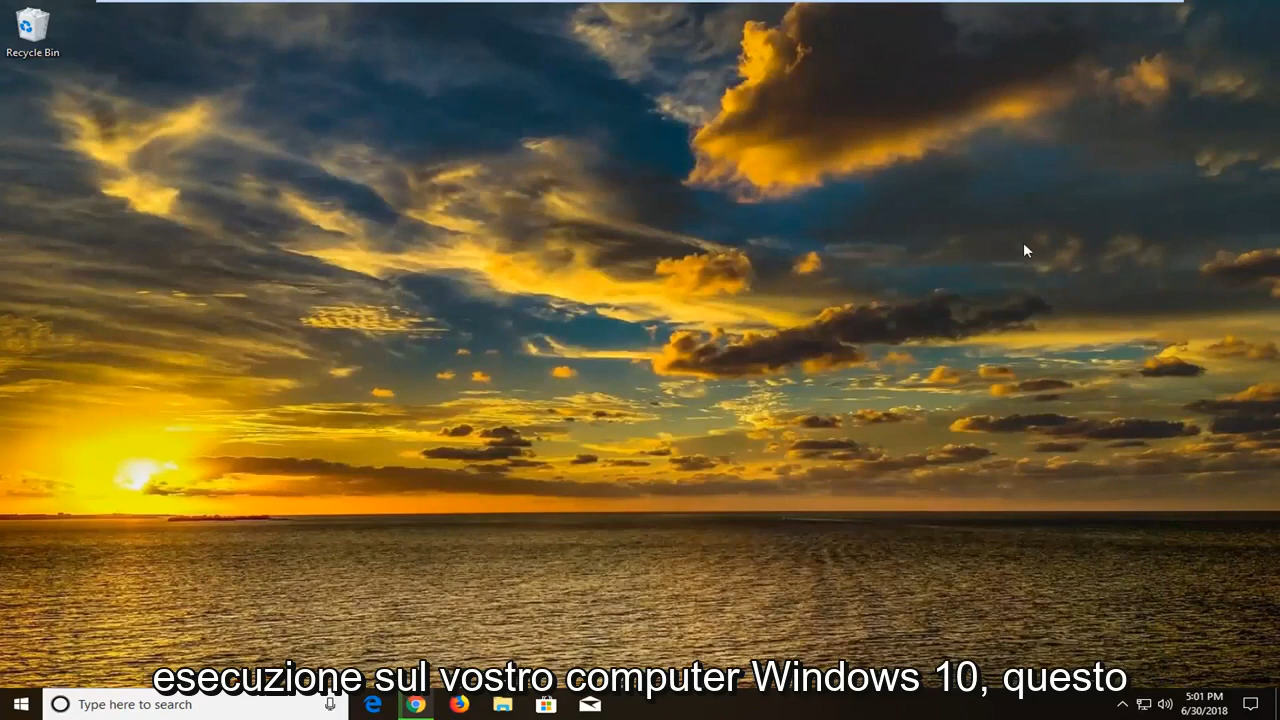 Recycle Bin
esecuzione sul vostro computer Windows 10, questo
Type here to search
5:01 PM
6/30/2018